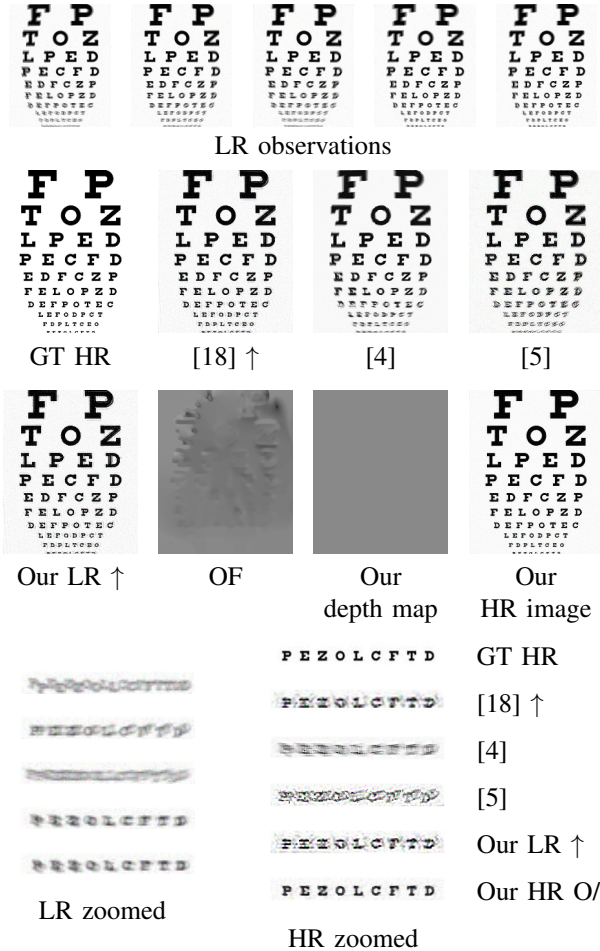 F P
T O Z
L P E D
P E C F D
E D F C Z P
F E L O P Z D
D E F P O T E C
F P
T O Z
L P E D
P E C F D
E D F C Z P
F E L O P Z D
D E F P O T E C
F P
T O Z
L P E D
P E C F D
E D F C Z P
F E L O P Z D
D E F P O T E C
F P
T O Z
L P E D
P E C F D
E D F C Z P
F E L O P Z D
D E F P O T E C
F P
T O Z
L P E D
P E C F D
E D F C Z P
F E L O P Z D
D E F P O T E C
LR observations
F P
T O Z
L P E D
P E C F D
E D F C Z P
F E L O P Z D
D E F P O T E C
L E F O D P C T
F D P L T C E O
GT HR
F P
T O Z
L P E D
P E C F D
E D F C Z P
F E L O P Z D
D E F P O T E C
L E F O D P C T
F D P L T C E O
[18] ↑
F P
T O Z
L P E D
P E C F D
E D F C Z P
F E L O P Z D
D E F P O T E C
[4]
F P
T O Z
L P E D
P E C F D
E D F C Z P
F E L O P Z D
D E F P O T E C
[5]
F P
T O Z
L P E D
P E C F D
E D F C Z P
F E L O P Z D
D E F P O T E C
L E F O D P C T
F D P L T C E O
Our LR ↑
OF
Our
depth map
F P
T O Z
L P E D
P E C F D
E D F C Z P
F E L O P Z D
D E F P O T E C
L E F O D P C T
F D P L T C E O
Our
HR image
LR zoomed
P E Z O L C F T D GT HR
P E Z O L C F T D [18] ↑
[4]
P E Z O L C F T D [5]
P E Z O L C F T D Our LR ↑
P E Z O L C F T D Our HR O/
HR zoomed